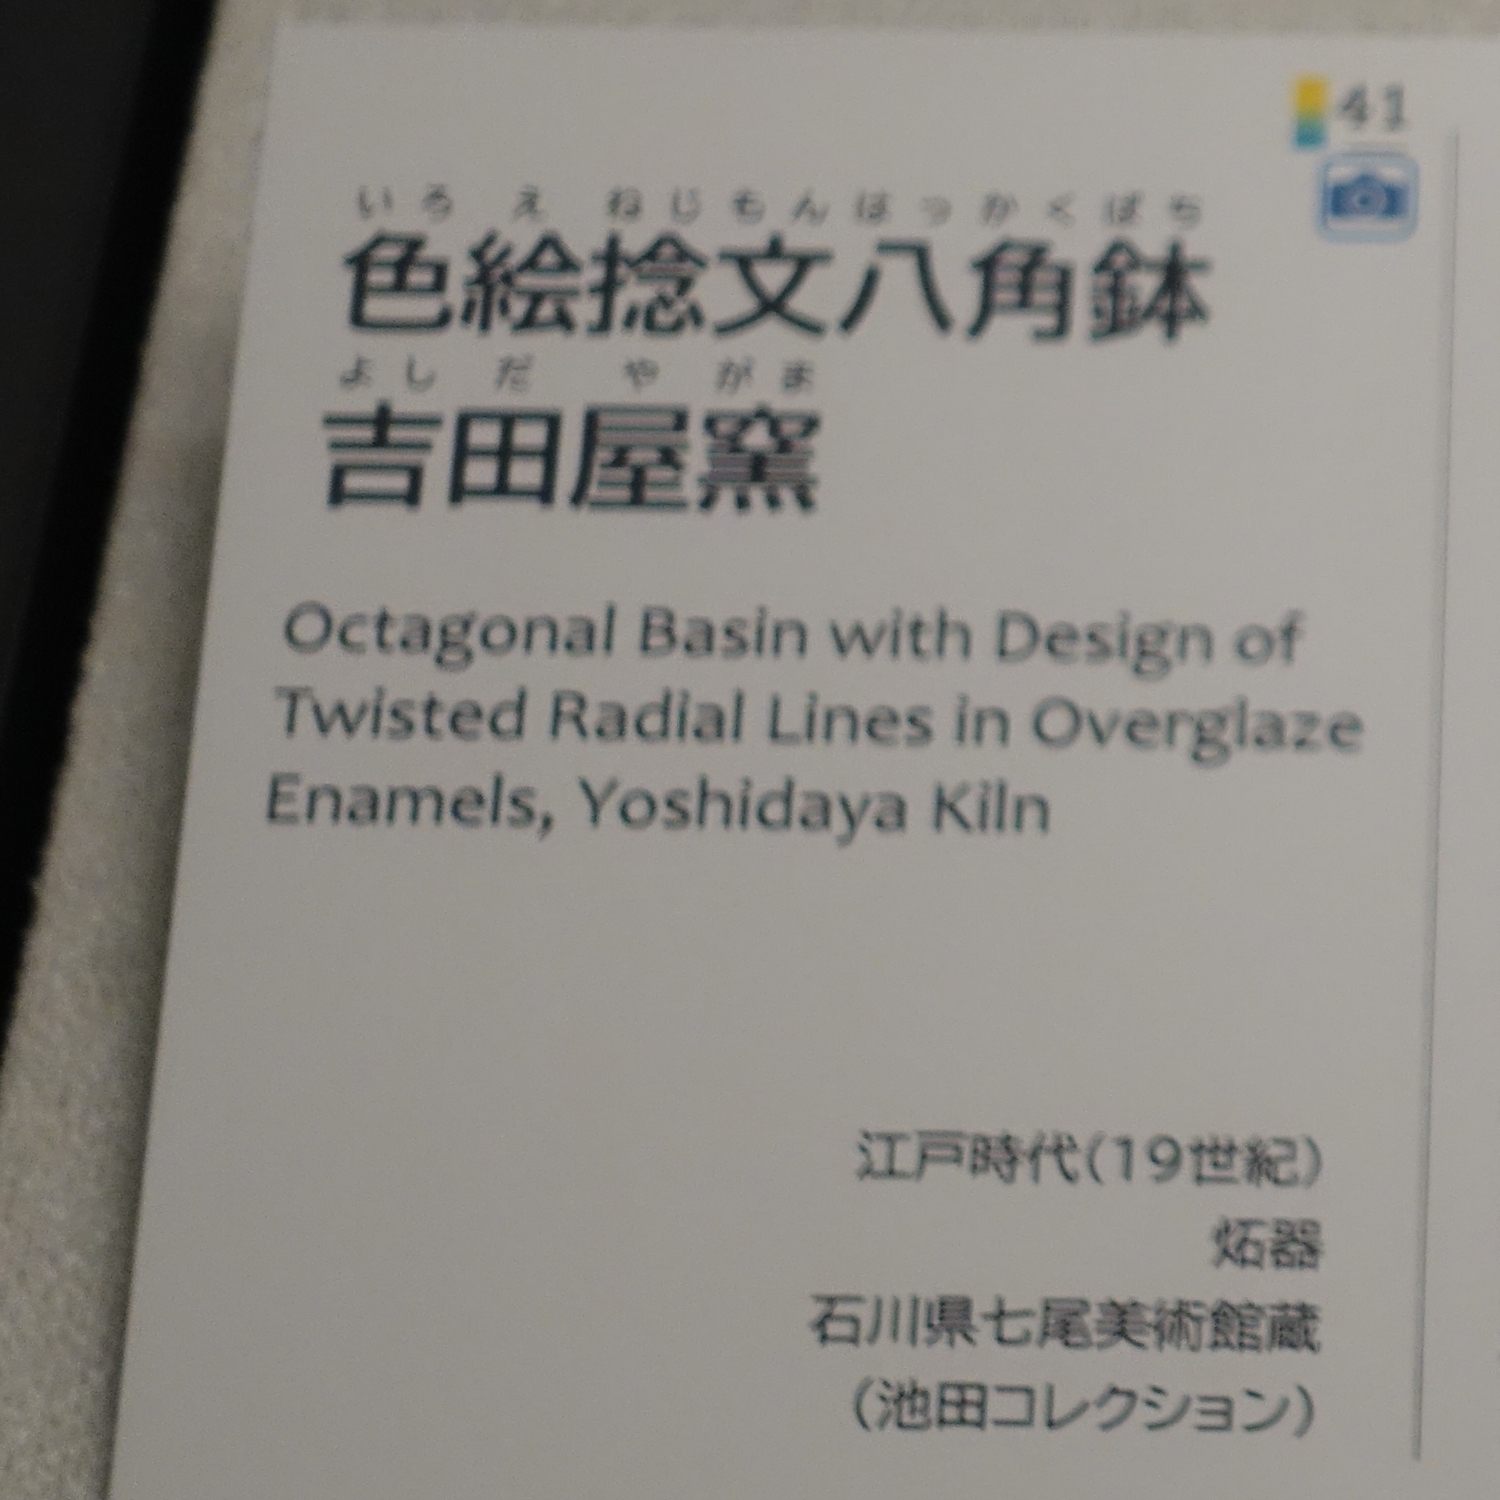 41
いろえねじもんはっかくばち
色絵捻文八角鉢
よしだやがま
吉田屋窯
Octagonal Basin with Design of
Twisted Radial Lines in Overglaze
Enamels, Yoshidaya Kiln
江戸時代(19世紀)
炻器
石川県七尾美術館蔵
(池田コレクション)